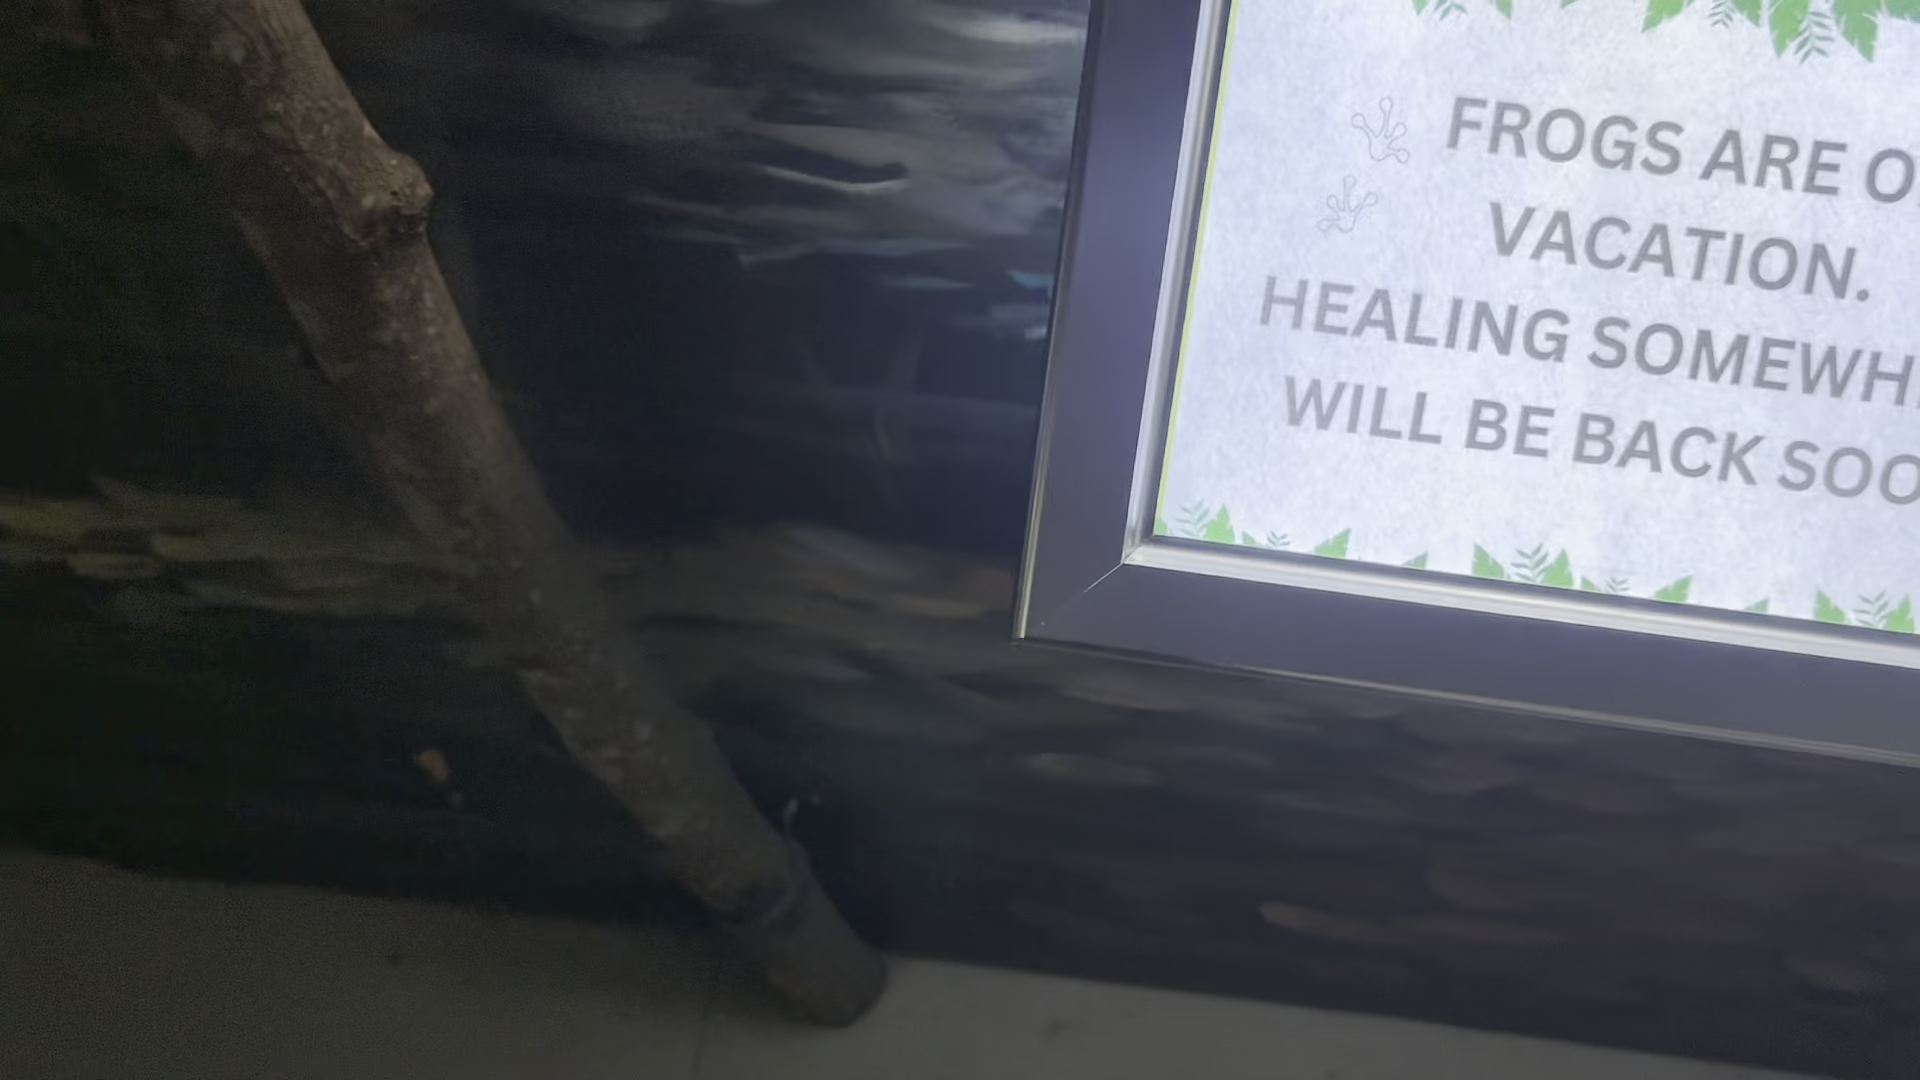 FROGS ARE
VACATION.
HEALING
WILL BE BACK